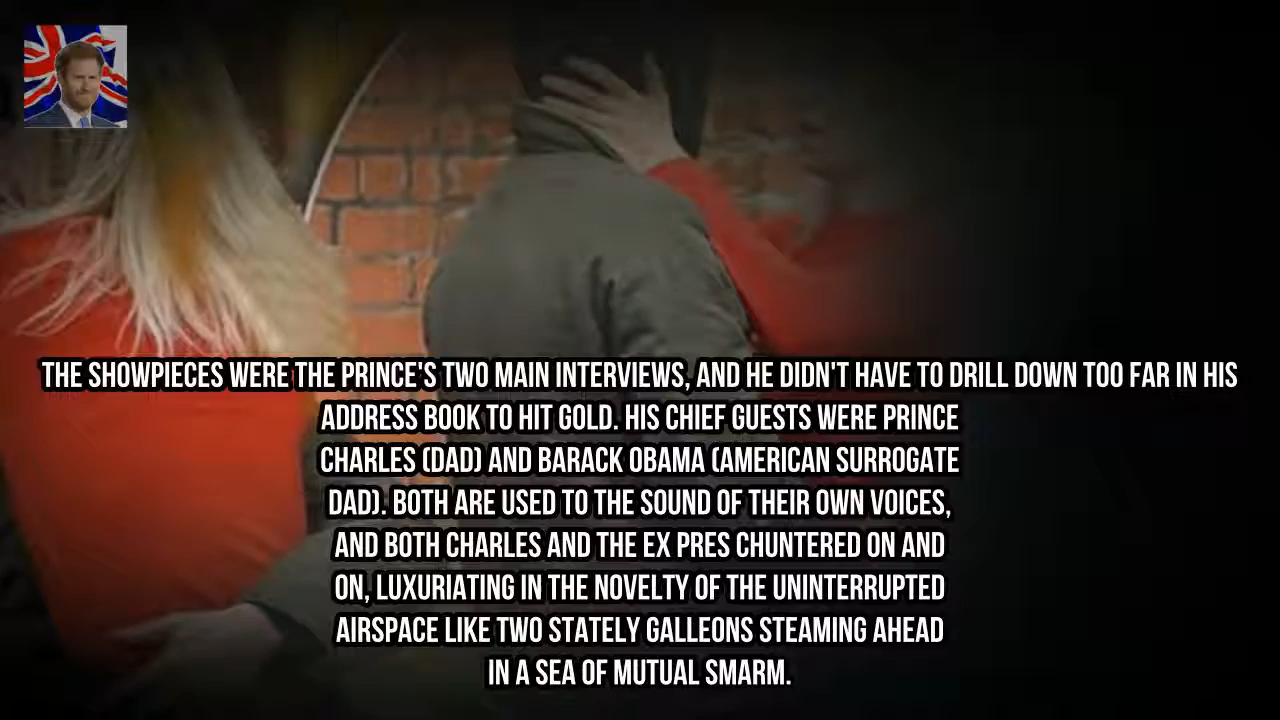 THE SHOWPIECES WERE THE PRINCE'S TWO MAIN INTERVIEWS, AND HE DIDN'T HAVE TO DRILL DOWN TOO FAR IN HIS
ADDRESS BOOK TO HIT GOLD. HIS CHIEF GUESTS WERE PRINCE
CHARLES (DAD) AND BARACK OBAMA (AMERICAN SURROGATE
DAD). BOTH ARE USED TO THE SOUND OF THEIR OWN VOICES,
AND BOTH CHARLES AND THE EX PRES CHUNTERED ON AND
ON, LUXURIATING IN THE NOVELTY OF THE UNINTERRUPTED
AIRSPACE LIKE TWO STATELY GALLEONS STEAMING AHEAD
IN A SEA OF MUTUAL SMARM.